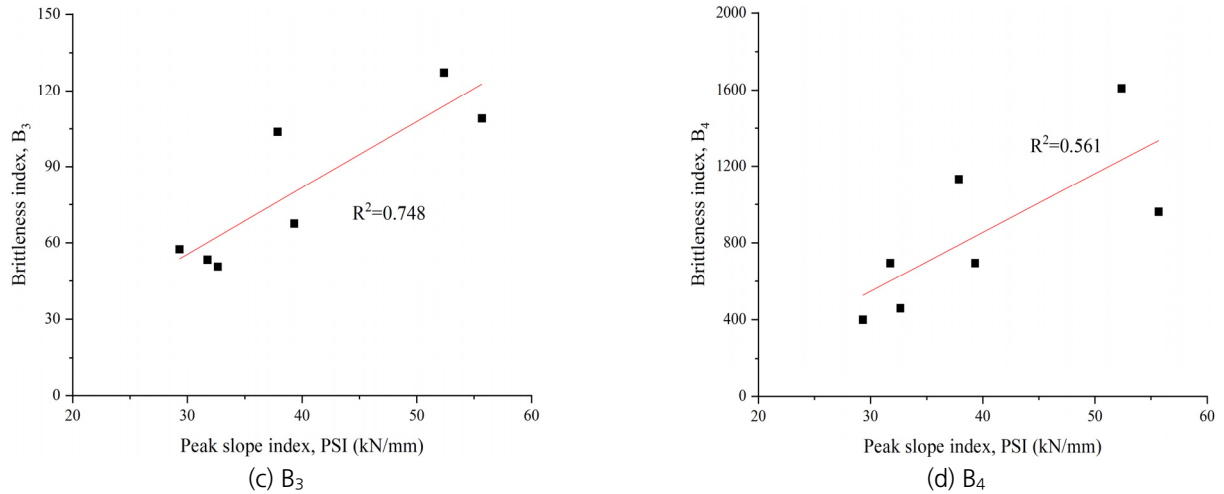 150
120
90
60
30
0
Brittleness index, B₃
R²=0.748
20
30
40
50
60
Peak slope index, PSI (kN/mm)
(c) B₃
2000
1600
1200
800
400
0
Brittleness index, B₄
R²=0.561
20
30
40
50
60
Peak slope index, PSI (kN/mm)
(d) B₄